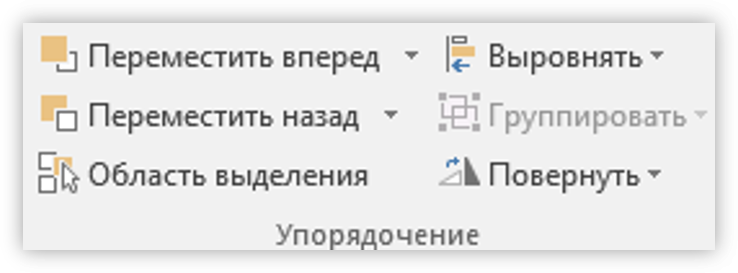 Переместить вперед
Переместить назад
Область выделения
Выровнять
Группировать
Повернуть
Упорядочение